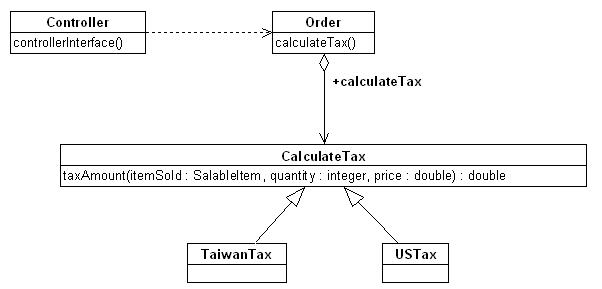 Controller
controllerInterface()
Order
calculateTax()
+calculateTax
CalculateTax
taxAmount(itemSold : SalableItem, quantity : integer, price : double) : double
TaiwanTax
USTax